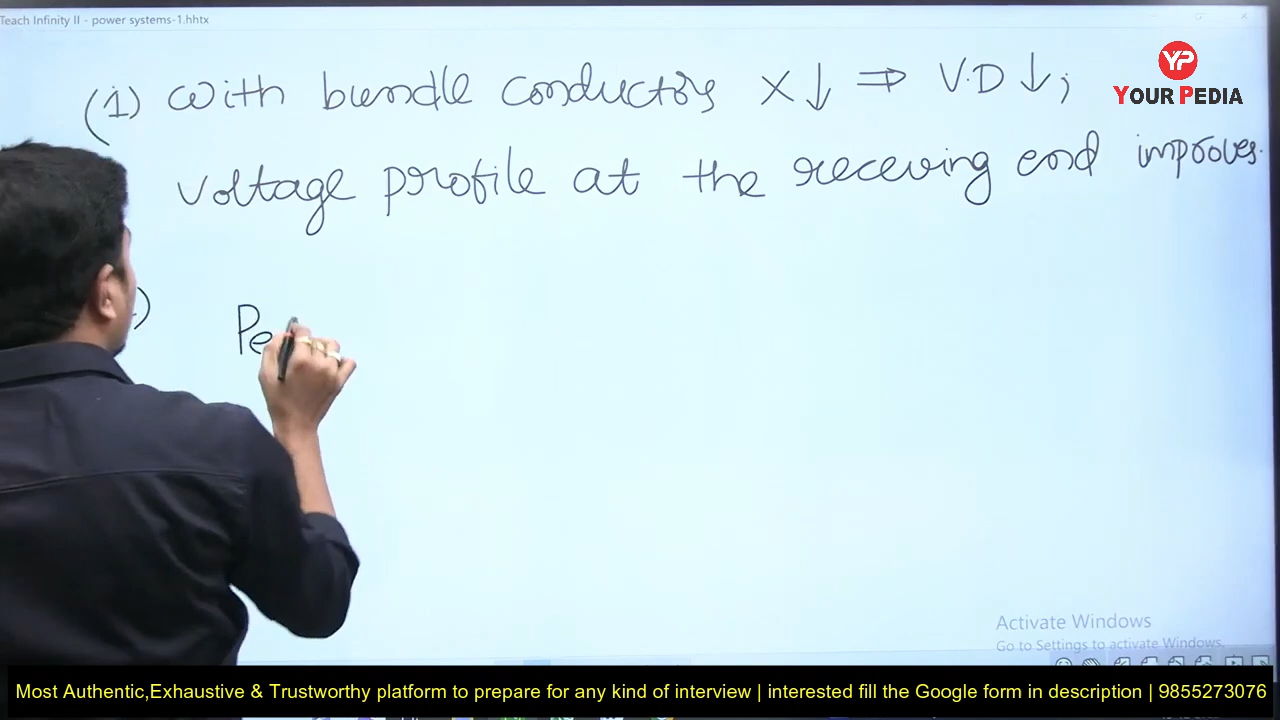 Teach Infinity II - power systems-1.hhtx
YP
YOUR PEDIA
(1) with bundle conductors X↓ ⇒ V.D↓;
voltage profile at the receving end improves.
)
Pe
Activate Windows
Go to Settings to activate Windows.
Most Authentic,Exhaustive & Trustworthy platform to prepare for any kind of interview | interested fill the Google form in description | 9855273076